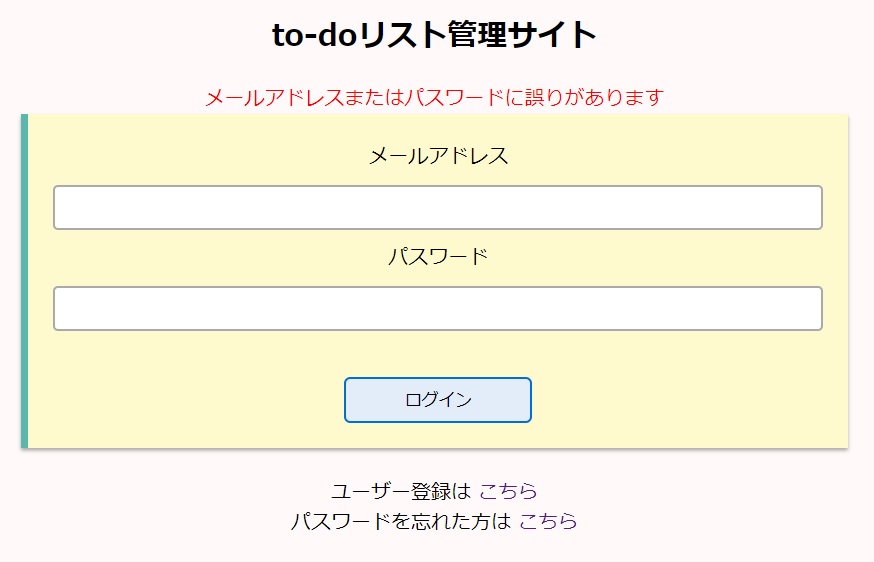 to-doリスト管理サイト
メールアドレスまたはパスワードに誤りがあります
メールアドレス
パスワード
ログイン
ユーザー登録は こちら
パスワードを忘れた方は こちら